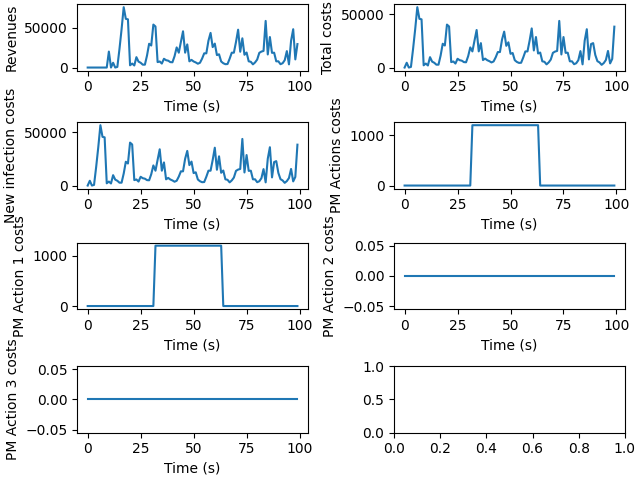 Revenues
50000
0
0 25 50 75 100
Time (s)
Total costs
50000
0
0 25 50 75 100
Time (s)
New infection costs
50000
0
0 25 50 75 100
Time (s)
PM Actions costs
1000
0
0 25 50 75 100
Time (s)
PM Action 1 costs
1000
0
0 25 50 75 100
Time (s)
PM Action 2 costs
0.05
0.00
−0.05
0 25 50 75 100
Time (s)
PM Action 3 costs
0.05
0.00
−0.05
0 25 50 75 100
Time (s)
1.0
0.5
0.0
0.0 0.2 0.4 0.6 0.8 1.0